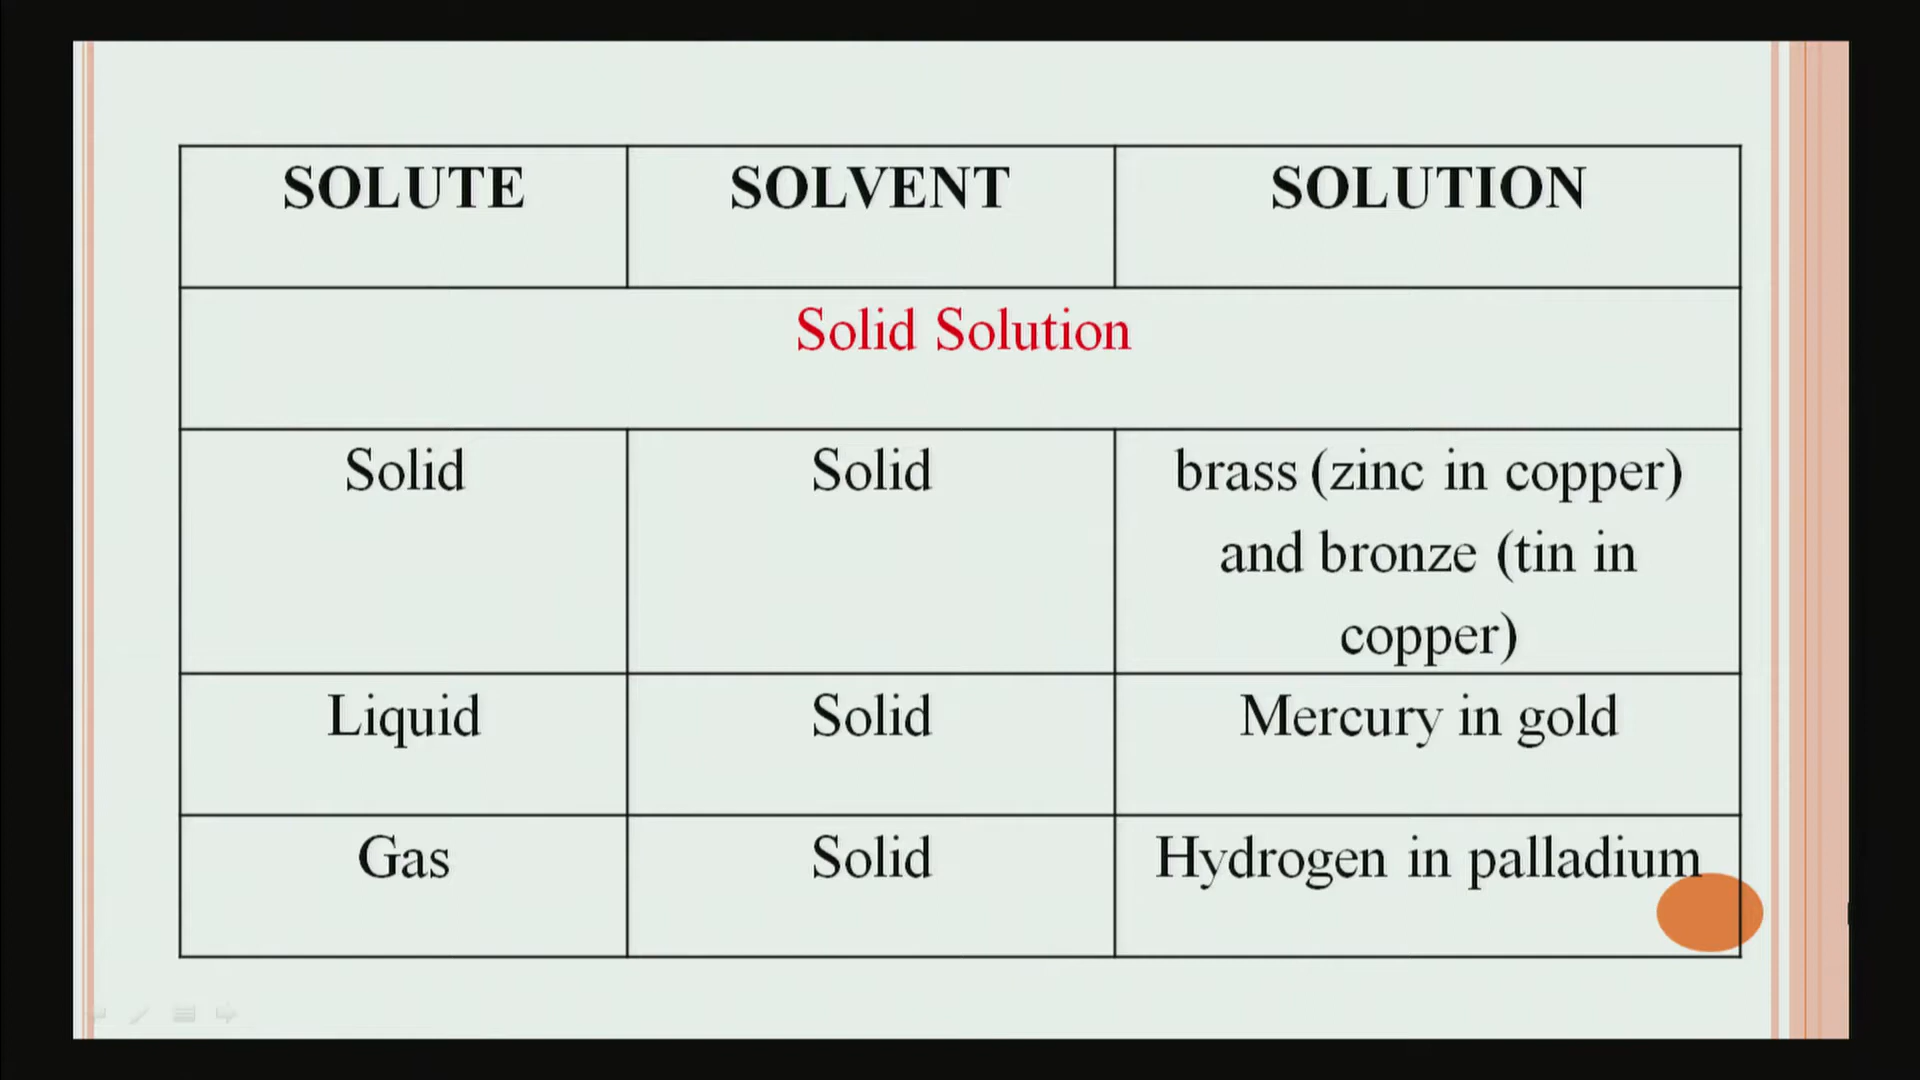 SOLUTE SOLVENT SOLUTION
Solid Solution
Solid Solid brass (zinc in copper)
and bronze (tin in
copper)
Liquid Solid Mercury in gold
Gas Solid Hydrogen in palladium